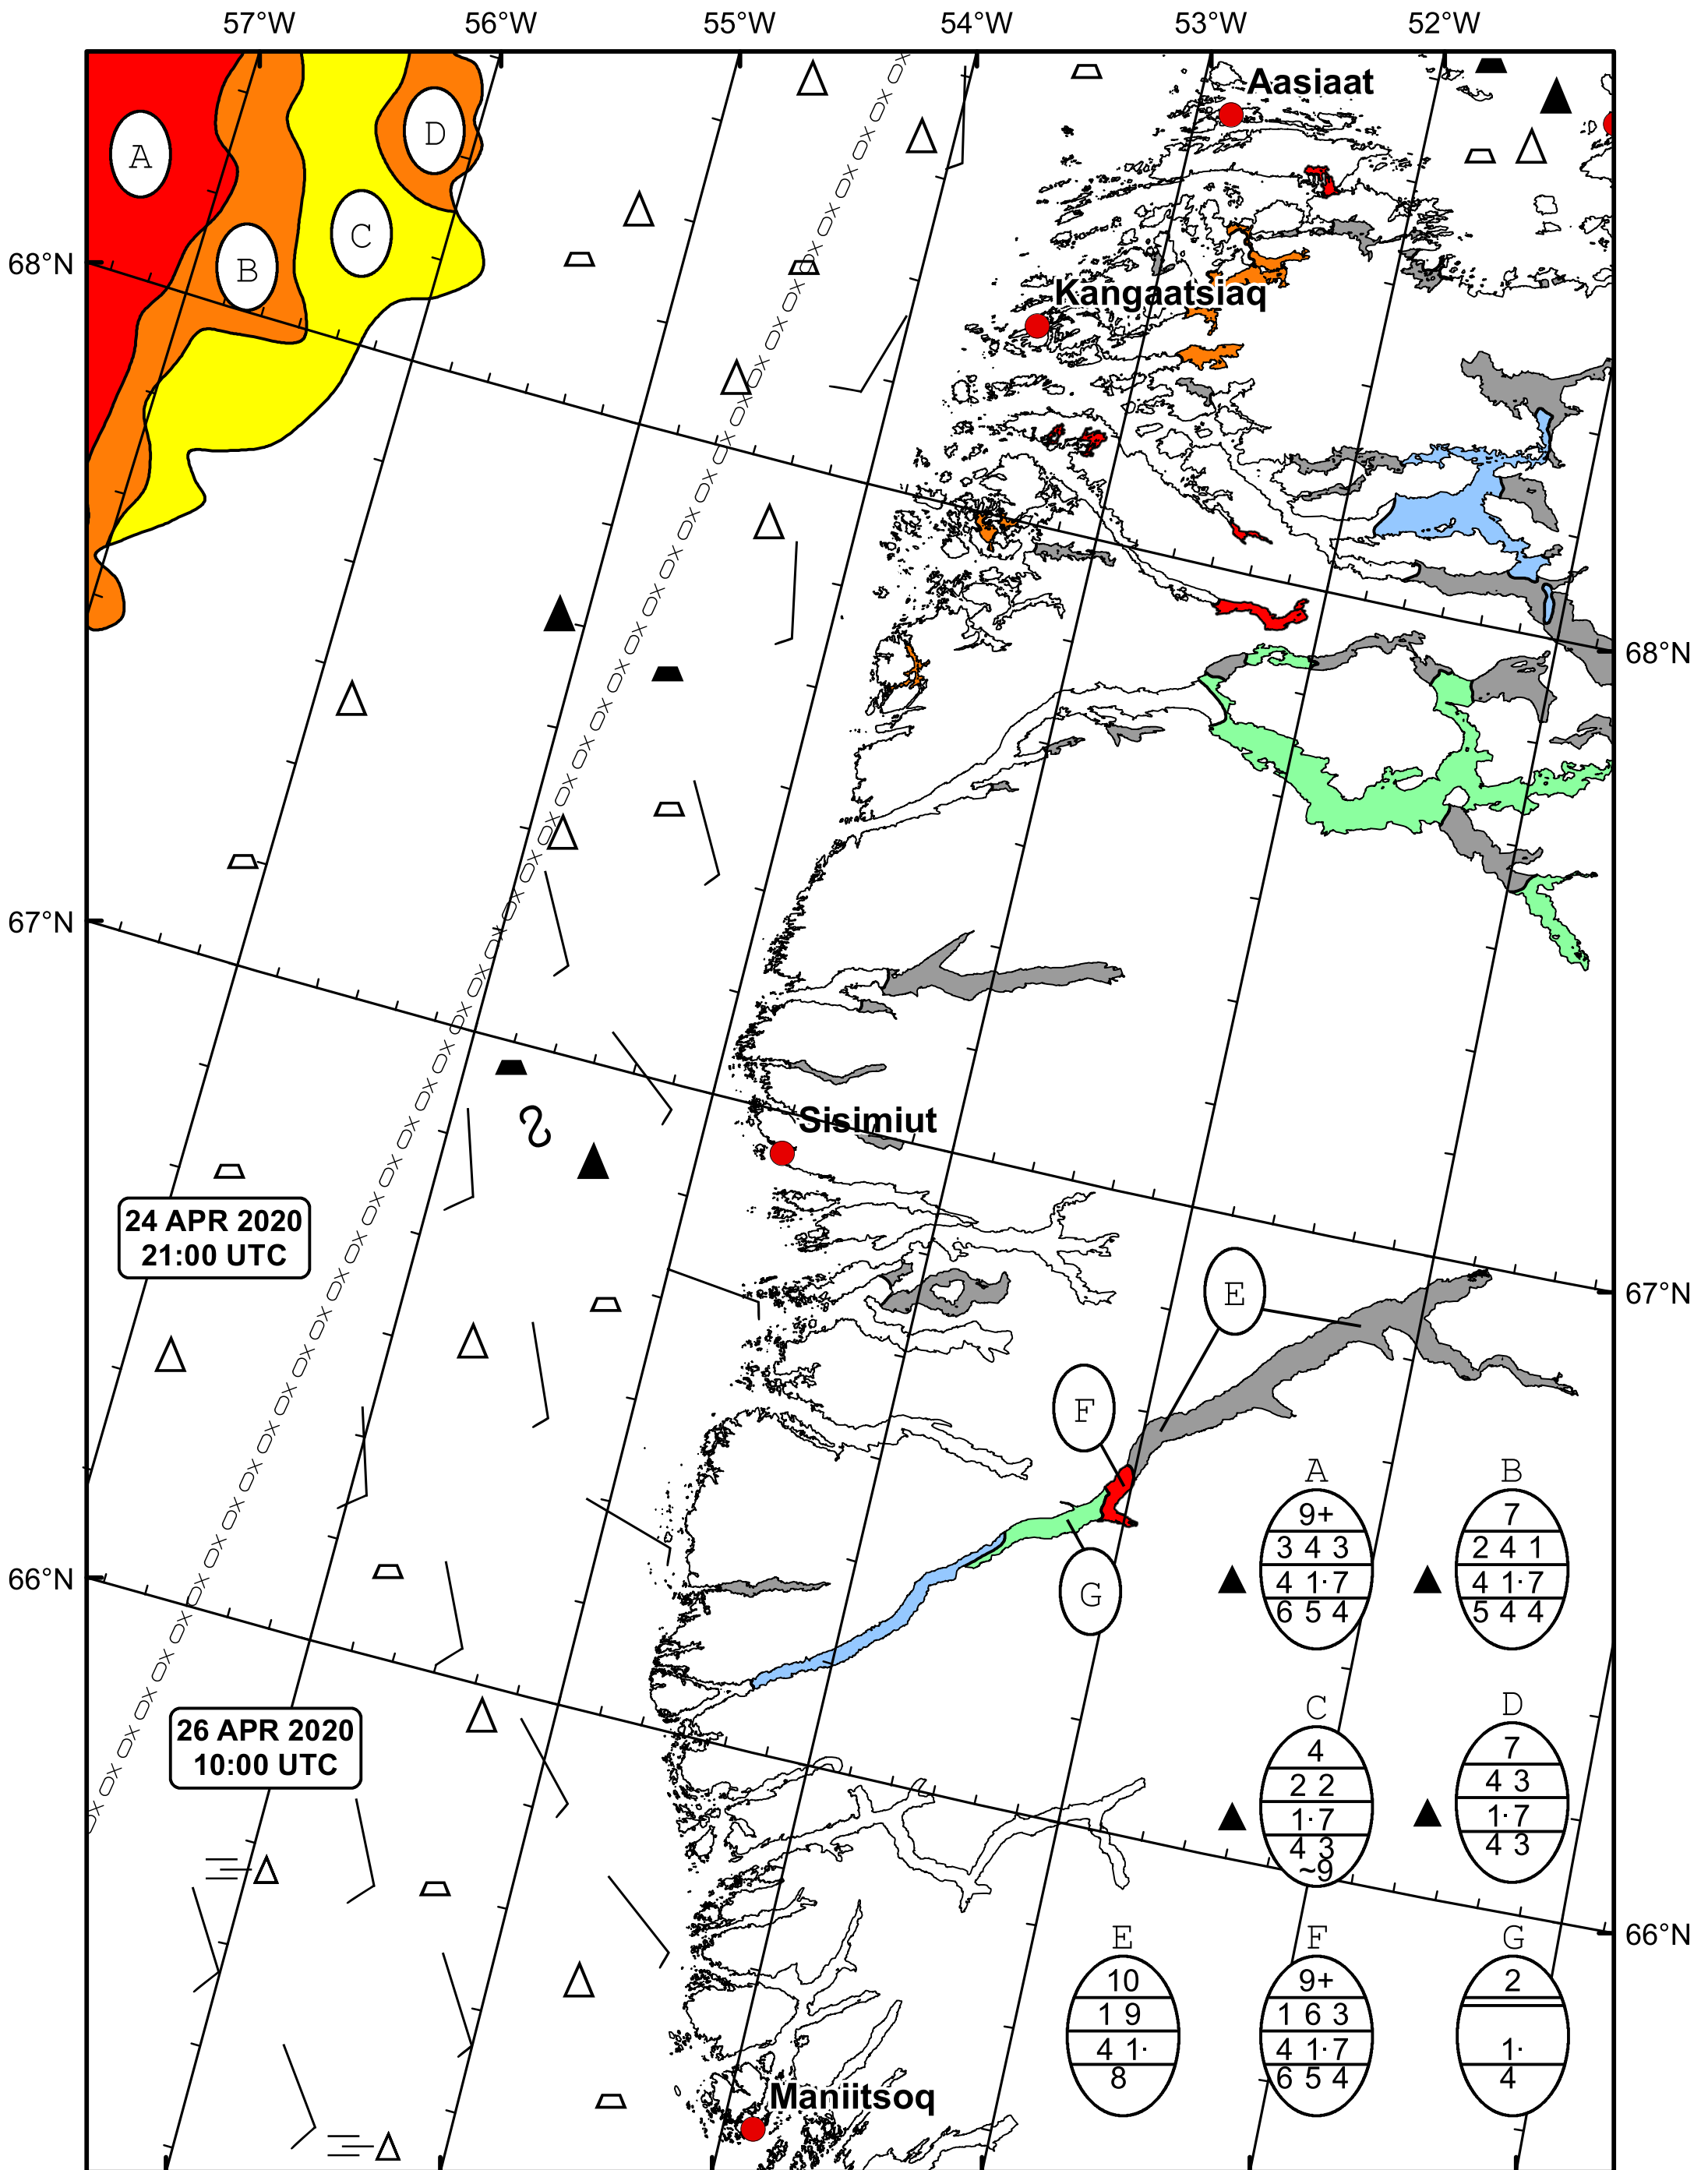 57°W 56°W 55°W 54°W 53°W 52°W
Aasiaat
A
D
C
B
68°N
Kangaatsiaq
68°N
67°N
Sisimiut
24 APR 2020
21:00 UTC
67°N
E
F
G
66°N
26 APR 2020
10:00 UTC
A
9+
3 4 3
4 1· 7
6 5 4
B
7
2 4 1
4 1· 7
5 4 4
C
4
2 2
1· 7
4 3
~9
D
7
4 3
1· 7
4 3
66°N
E
10
1 9
4 1·
8
F
9+
1 6 3
4 1· 7
6 5 4
G
2
1·
4
Maniitsoq